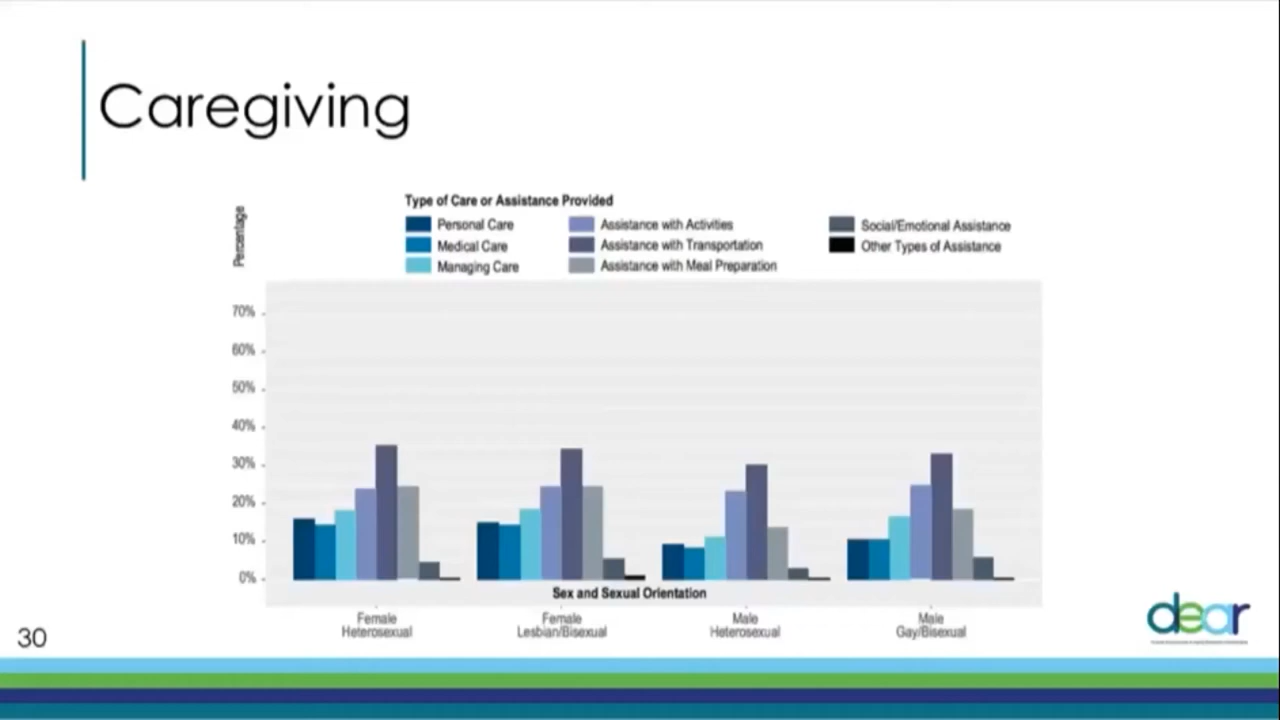 Caregiving
Type of Care or Assistance Provided
Percentage
Personal Care
Medical Care
Managing Care
Assistance with Activities
Assistance with Transportation
Assistance with Meal Preparation
Social/Emotional Assistance
Other Types of Assistance
70%
60%
50%
40%
30%
20%
10%
0%
Sex and Sexual Orientation
Female
Heterosexual
Female
Lesbian/Bisexual
Male
Heterosexual
Male
Gay/Bisexual
dear
30